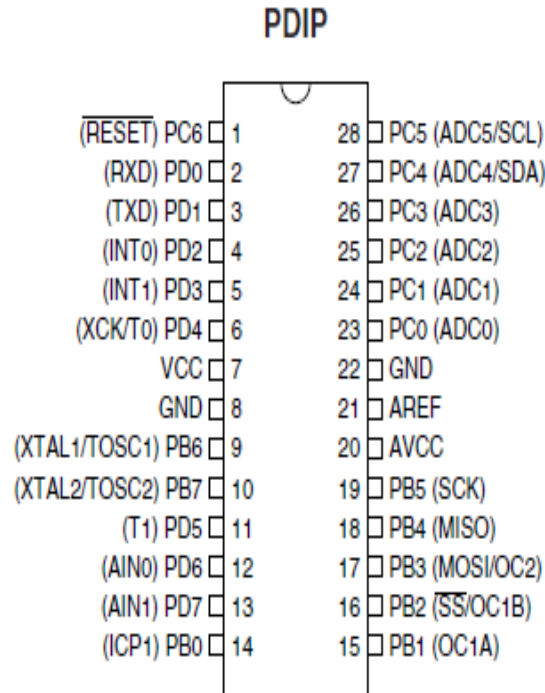 PDIP
(RESET) PC6 1 28 PC5 (ADC5/SCL)
(RXD) PD0 2 27 PC4 (ADC4/SDA)
(TXD) PD1 3 26 PC3 (ADC3)
(INT0) PD2 4 25 PC2 (ADC2)
(INT1) PD3 5 24 PC1 (ADC1)
(XCK/T0) PD4 6 23 PC0 (ADC0)
VCC 7 22 GND
GND 8 21 AREF
(XTAL1/TOSC1) PB6 9 20 AVCC
(XTAL2/TOSC2) PB7 10 19 PB5 (SCK)
(T1) PD5 11 18 PB4 (MISO)
(AIN0) PD6 12 17 PB3 (MOSI/OC2)
(AIN1) PD7 13 16 PB2 (SS/OC1B)
(ICP1) PB0 14 15 PB1 (OC1A)